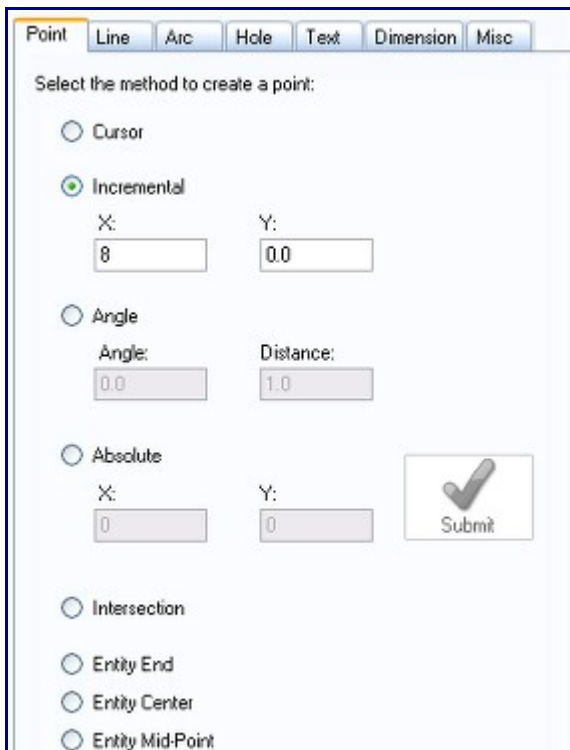 Point Line Arc Hole Text Dimension Misc
Select the method to create a point:
Cursor
Incremental
X: Y:
8 0.0
Angle
Angle: Distance:
0.0 1.0
Absolute
X: Y:
0 0
Submit
Intersection
Entity End
Entity Center
Entity Mid-Point